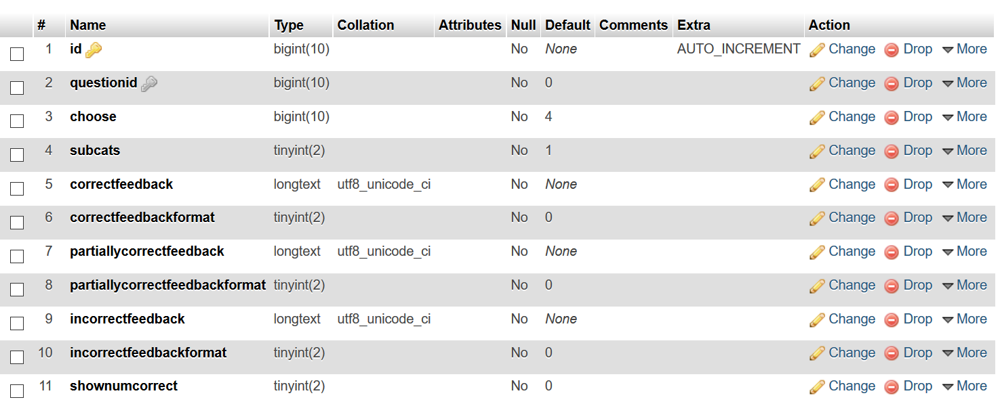 # Name Type Collation Attributes Null Default Comments Extra Action
1 id bigint(10) No None AUTO_INCREMENT Change Drop More
2 questionid bigint(10) No 0 Change Drop More
3 choose bigint(10) No 4 Change Drop More
4 subcats tinyint(2) No 1 Change Drop More
5 correctfeedback longtext utf8_unicode_ci No None Change Drop More
6 correctfeedbackformat tinyint(2) No 0 Change Drop More
7 partiallycorrectfeedback longtext utf8_unicode_ci No None Change Drop More
8 partiallycorrectfeedbackformat tinyint(2) No 0 Change Drop More
9 incorrectfeedback longtext utf8_unicode_ci No None Change Drop More
10 incorrectfeedbackformat tinyint(2) No 0 Change Drop More
11 shownumcorrect tinyint(2) No 0 Change Drop More